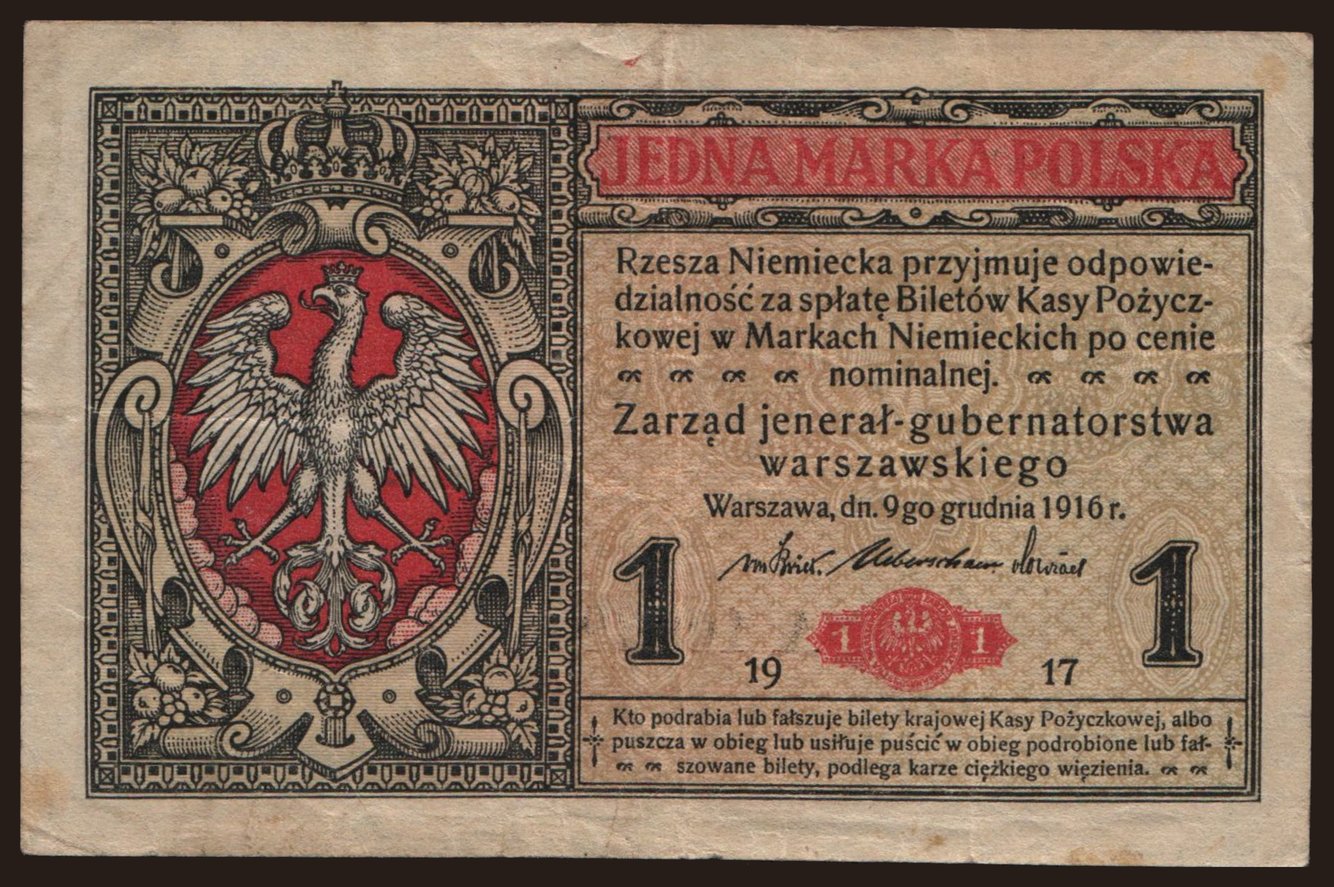 JEDNA MARKA POLSKA
Rzesza Niemiecka przyjmuje odpowie-
dzialność za spłatę Biletów Kasy Pożycz-
kowej w Markach Niemieckich po cenie
nominalnej.
Zarząd jenerał-gubernatorstwa
warszawskiego
Warszawa, dn. 9go grudnia 1916 r.
1 1
1 1
19 17
Kto podrabia lub fałszuje bilety krajowej Kasy Pożyczkowej, albo
puszcza w obieg lub usiłuje puścić w obieg podrobione lub fał-
szowane bilety, podlega karze ciężkiego więzienia.